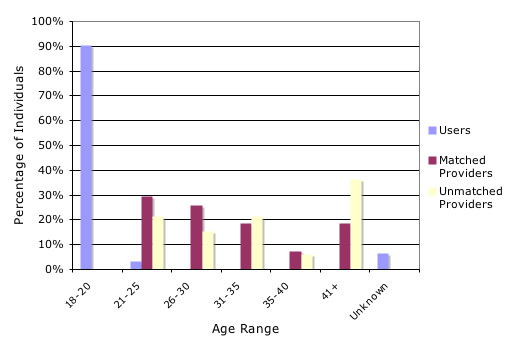 100%
90%
80%
70%
60%
50%
40%
30%
20%
10%
0%
Percentage of Individuals
18-20
21-25
26-30
31-35
35-40
41+
Unknown
Age Range
Users
Matched
Providers
Unmatched
Providers